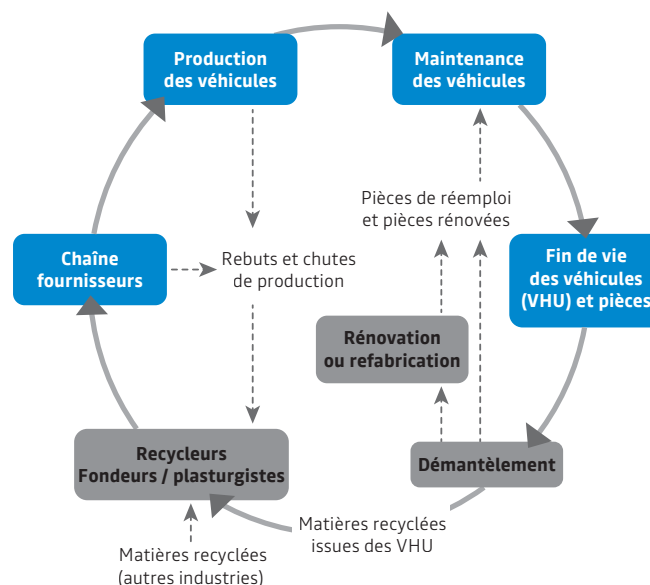 Production
des véhicules
Maintenance
des véhicules
Pièces de réemploi
et pièces rénovées
Chaîne
fournisseurs
Rebuts et chutes
de production
Fin de vie
des véhicules
(VHU) et pièces
Rénovation
ou refabrication
Recycleurs
Fondeurs / plasturgistes
Démantèlement
Matières recyclées
issues des VHU
Matières recyclées
(autres industries)